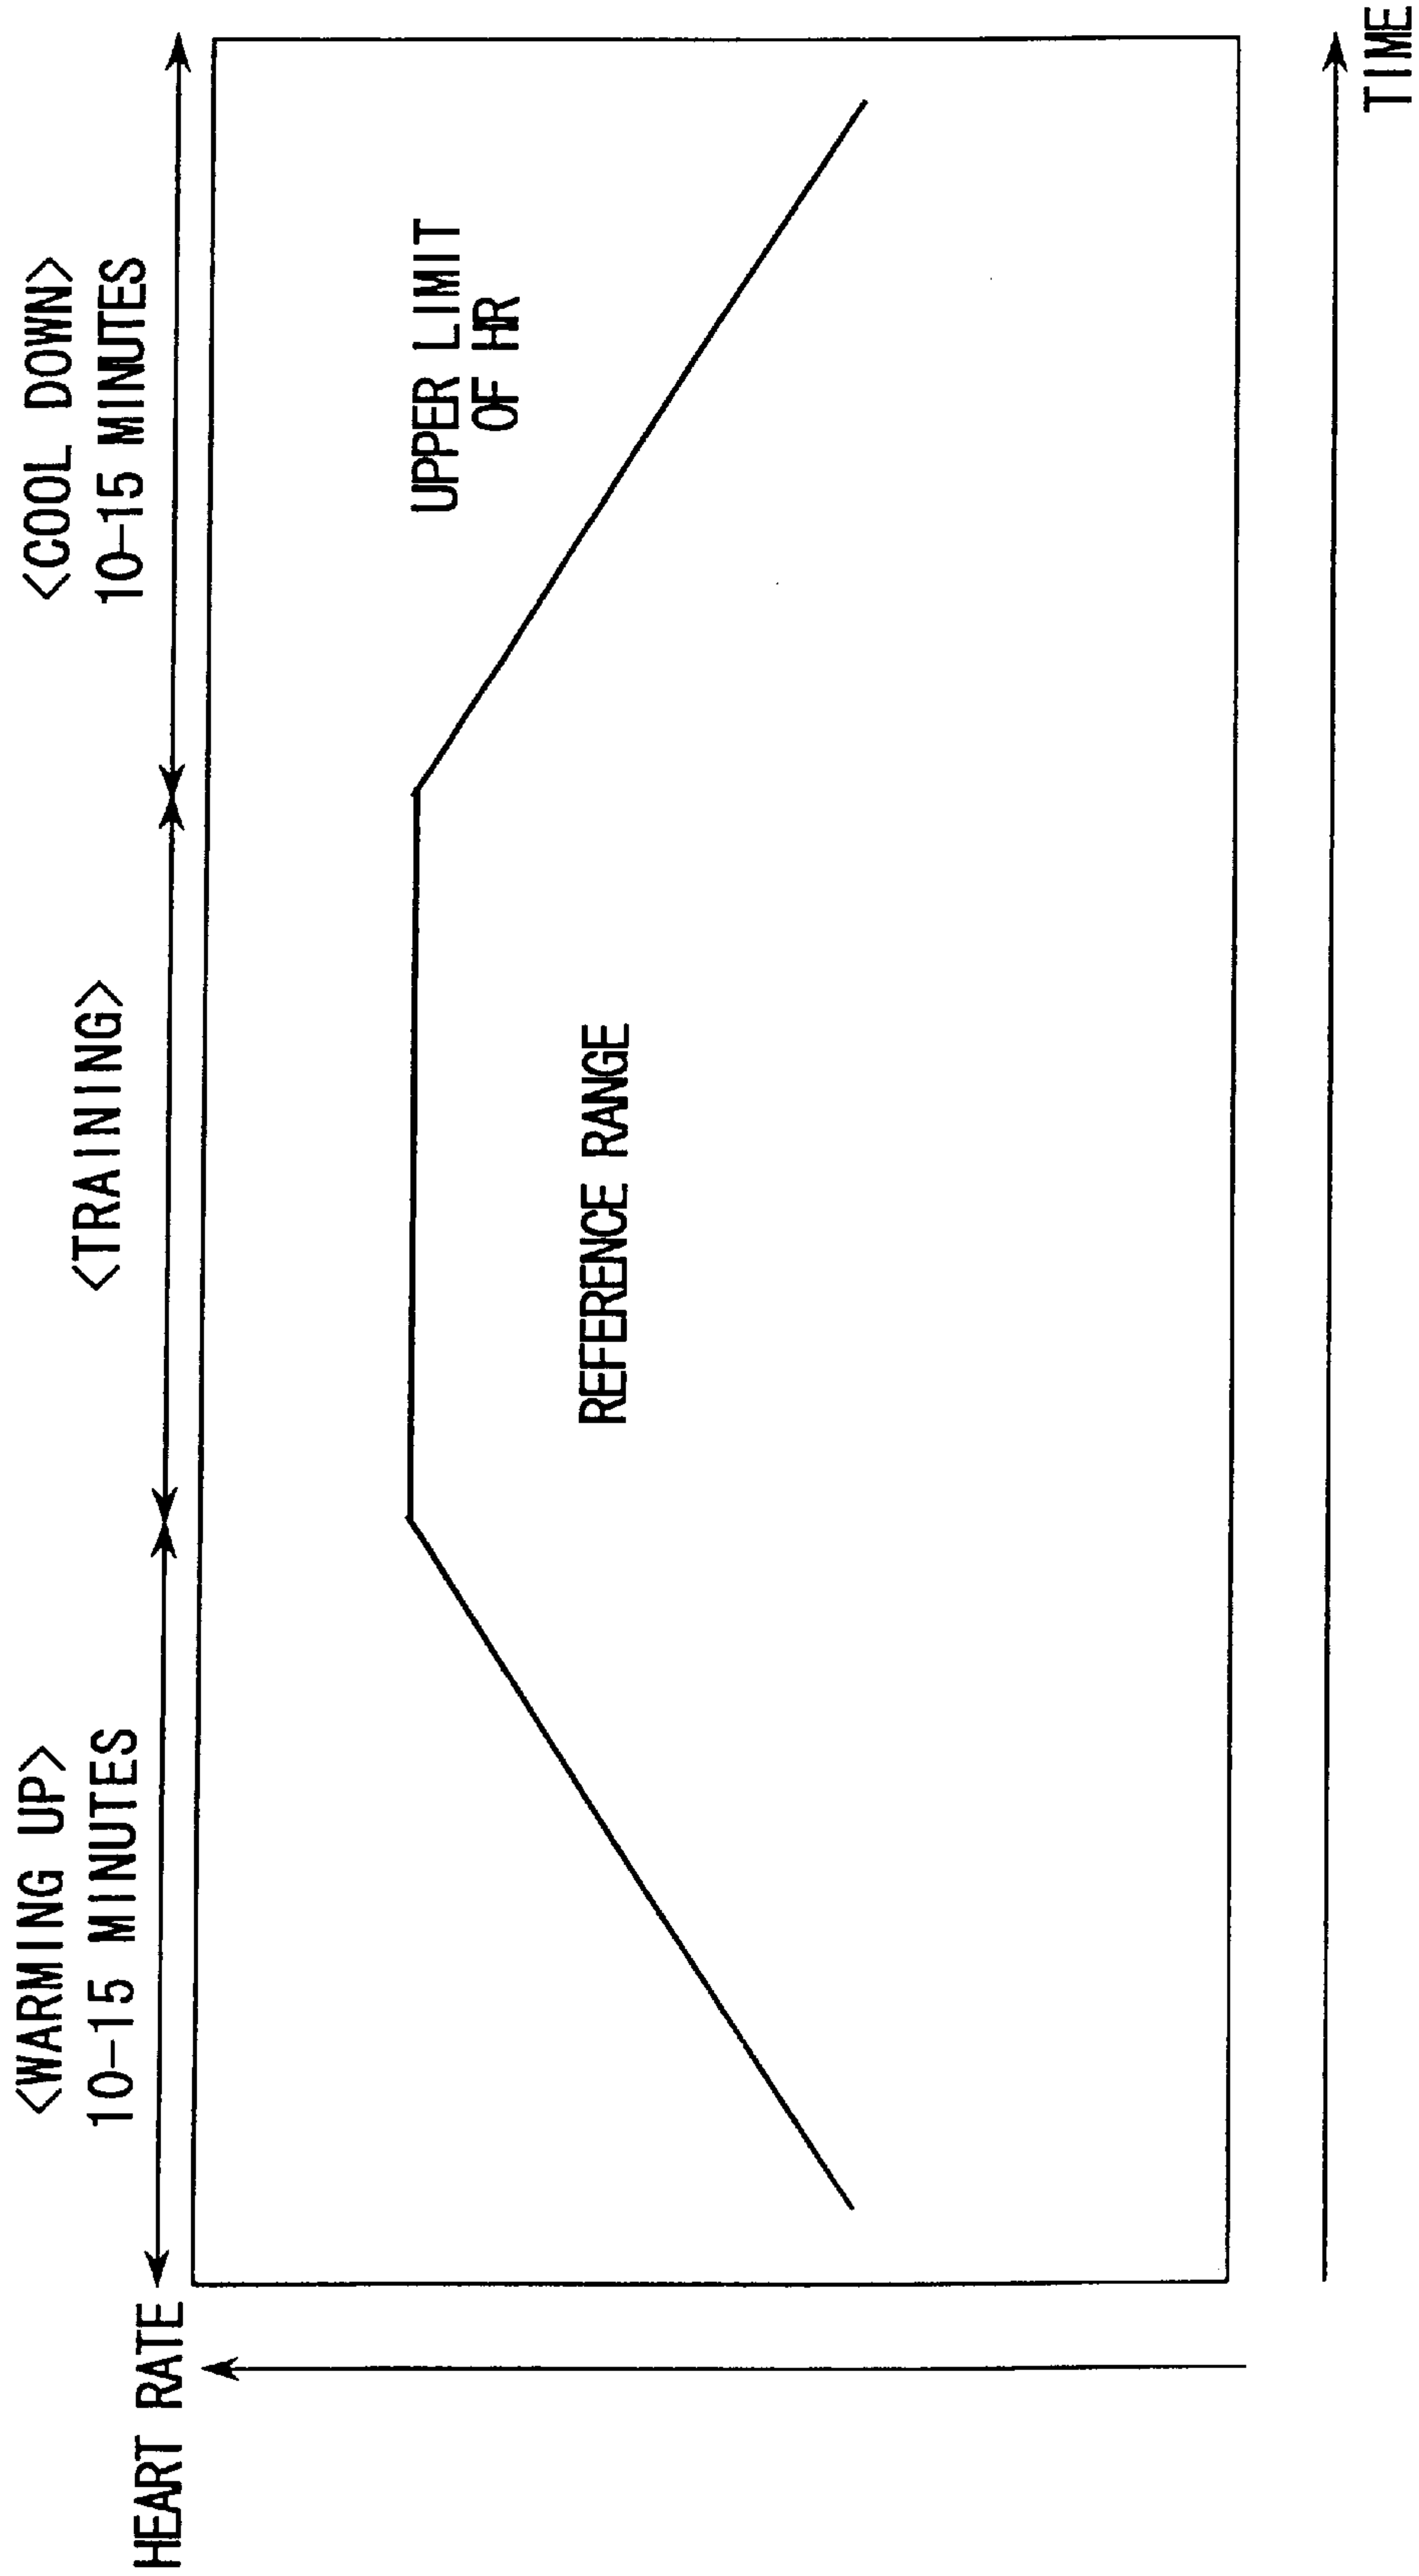 <WARMING UP>
10-15 MINUTES
<TRAINING>
<COOL DOWN>
10-15 MINUTES
HEART RATE
UPPER LIMIT
OF HR
REFERENCE RANGE
TIME